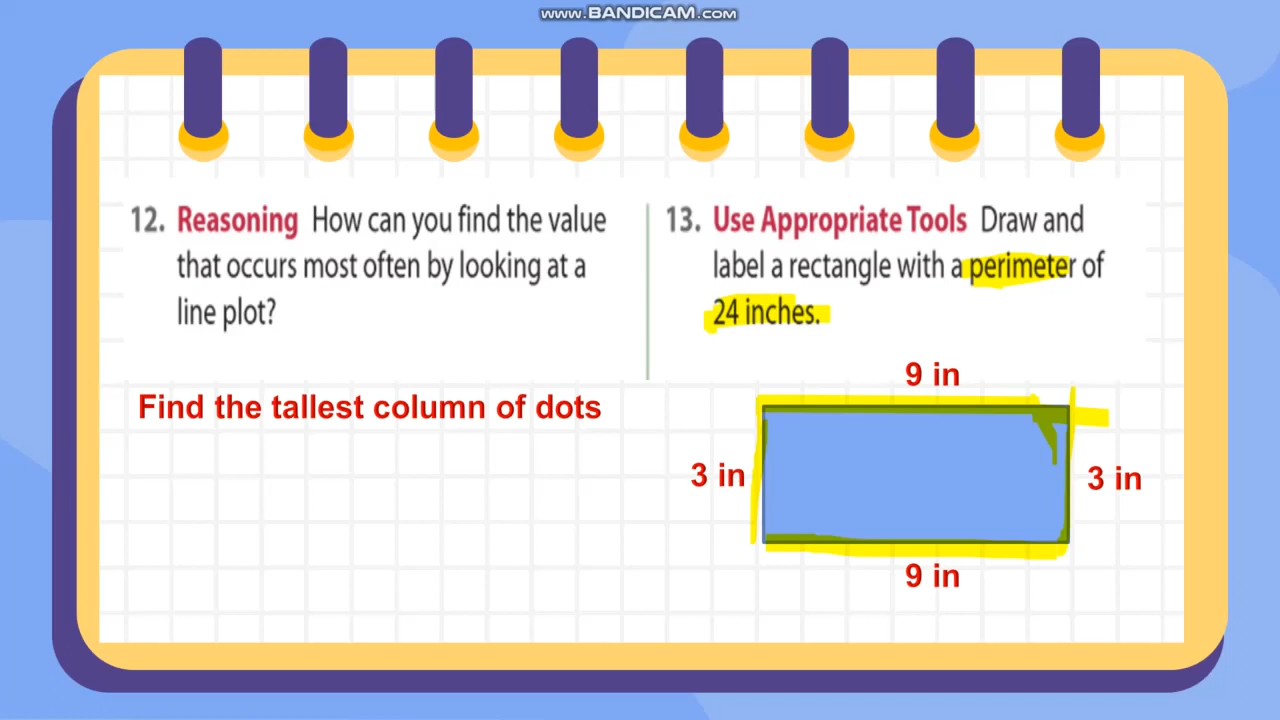 www.BANDICAM.com
12. Reasoning How can you find the value
that occurs most often by looking at a
line plot?
Find the tallest column of dots
13. Use Appropriate Tools Draw and
label a rectangle with a perimeter of
24 inches.
9 in
3 in
3 in
9 in